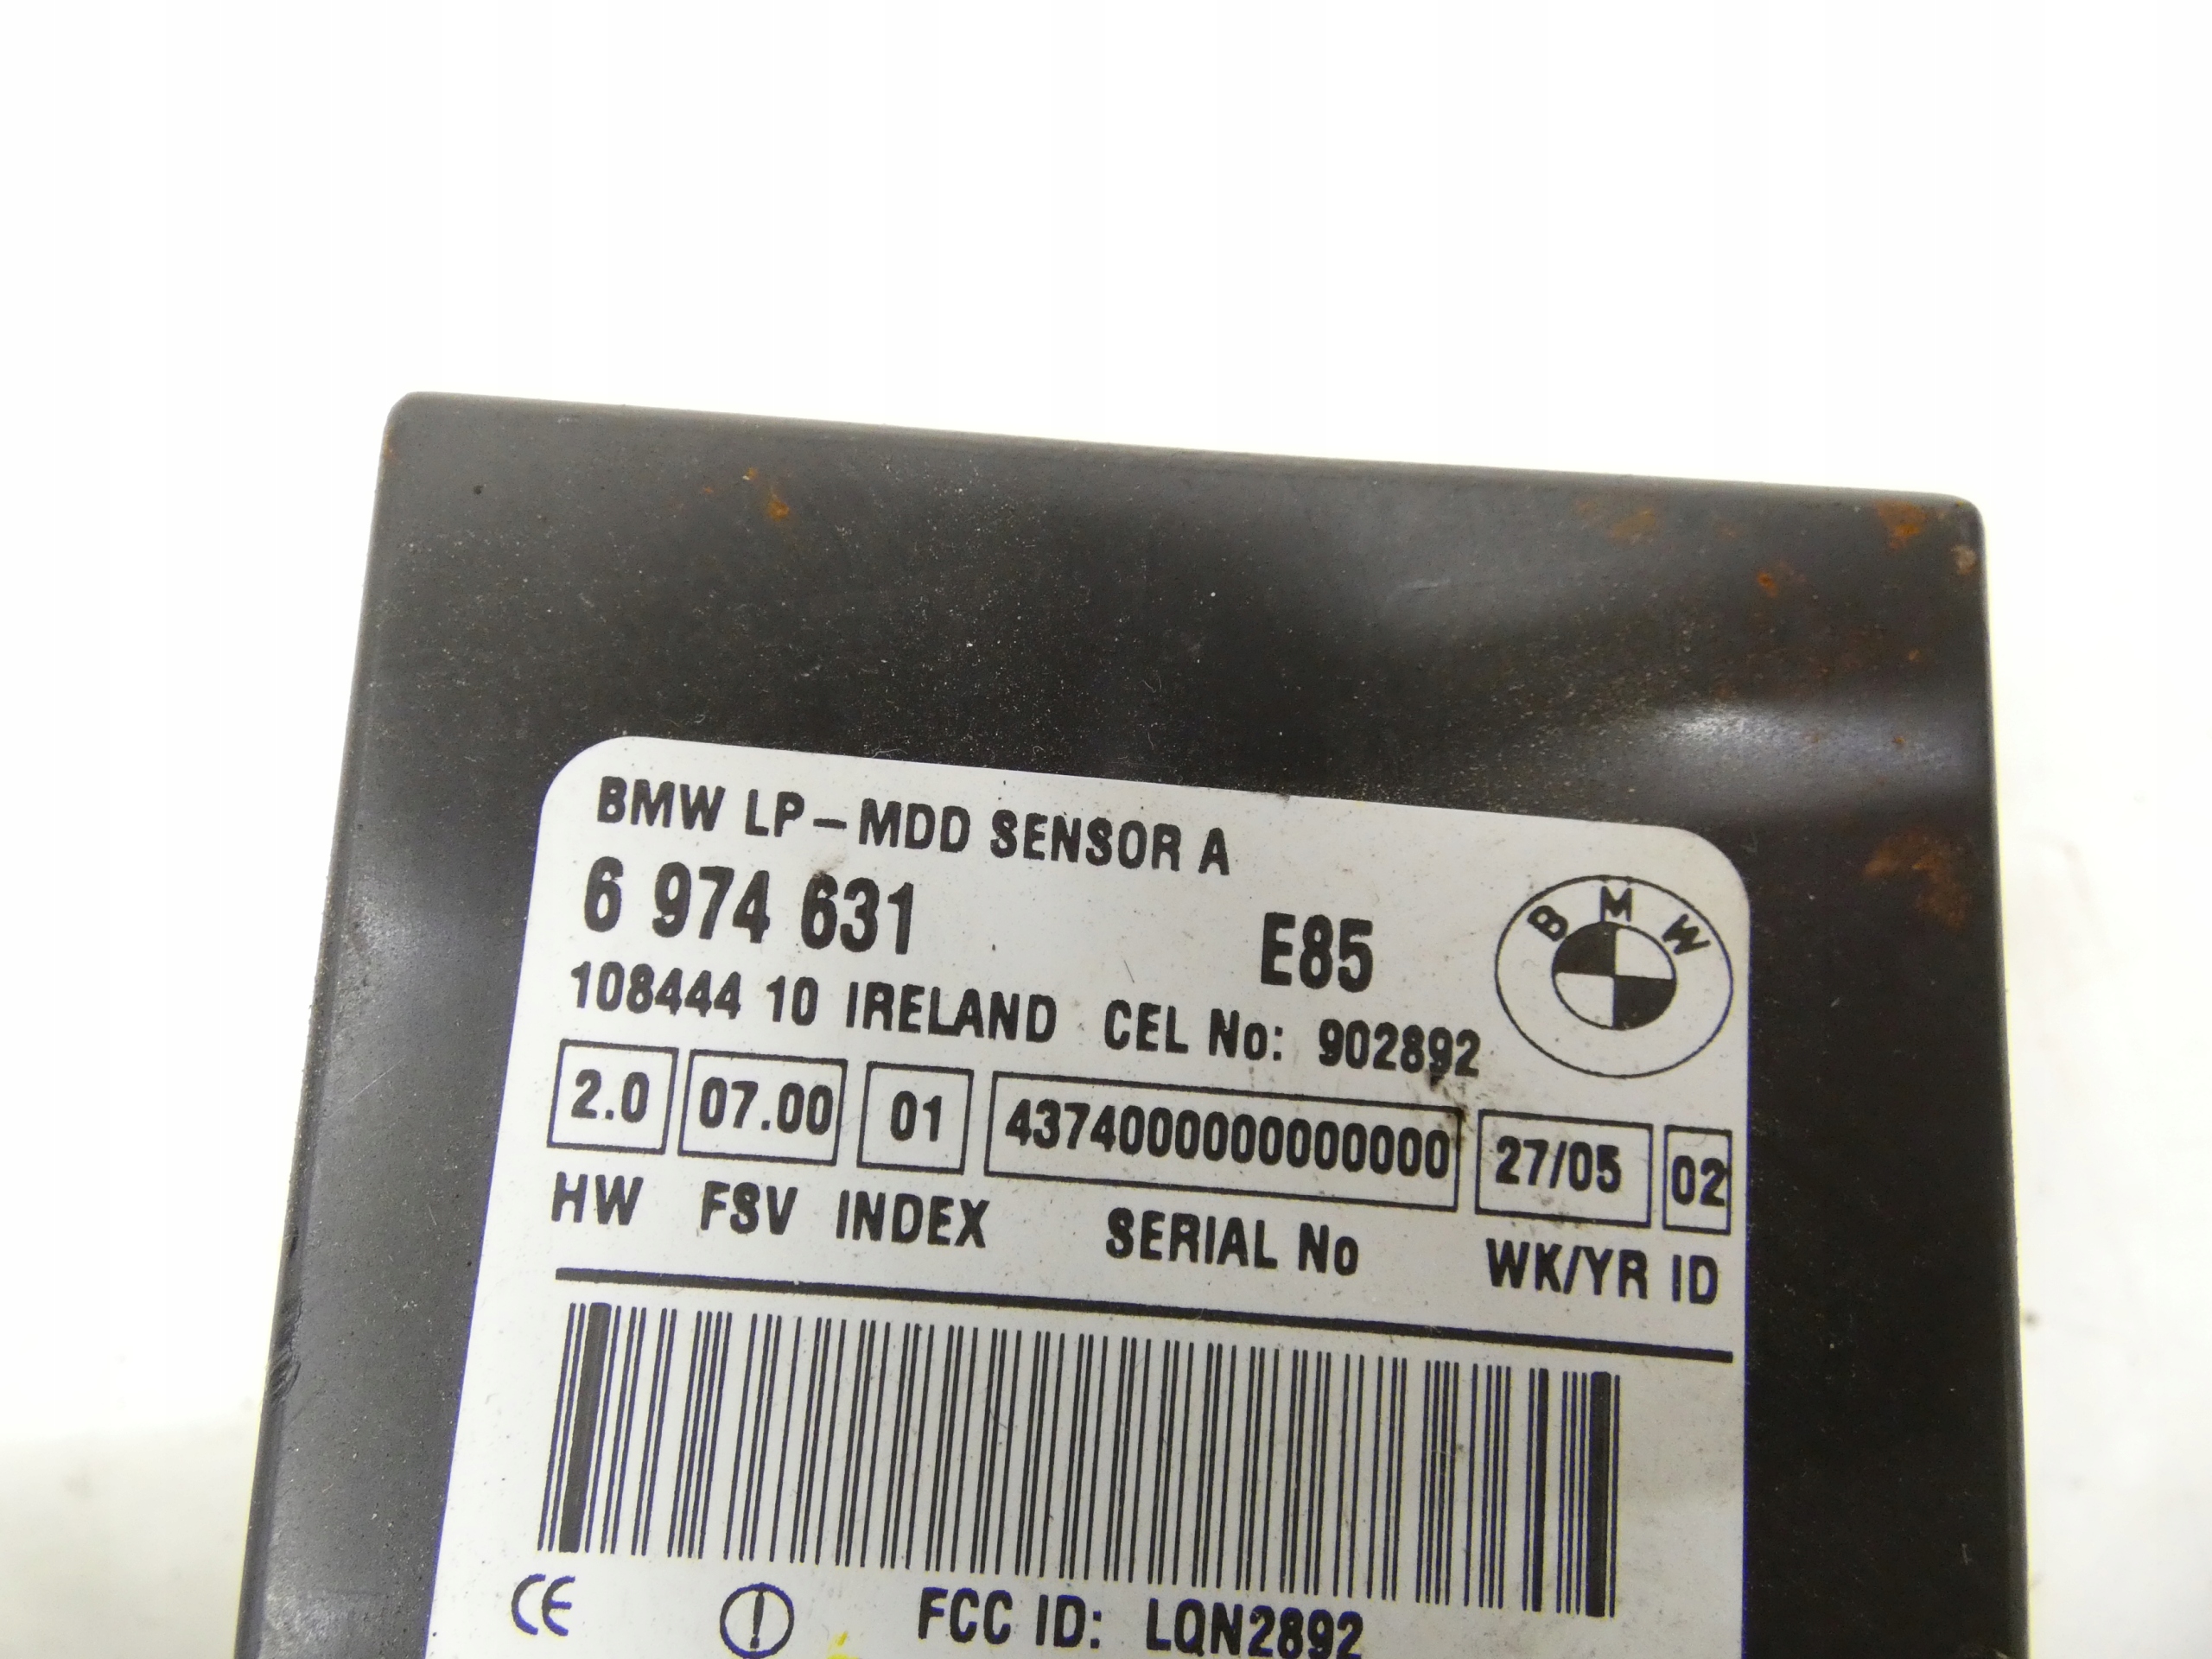 BMW LP-MDD SENSOR A
6 974 631 E85
BMW
108444 10 IRELAND CEL No: 902892
2.0 07.00 01 4374000000000000 27/05 02
HW FSV INDEX SERIAL No WK/YR ID
CE FCC ID: LQN2892